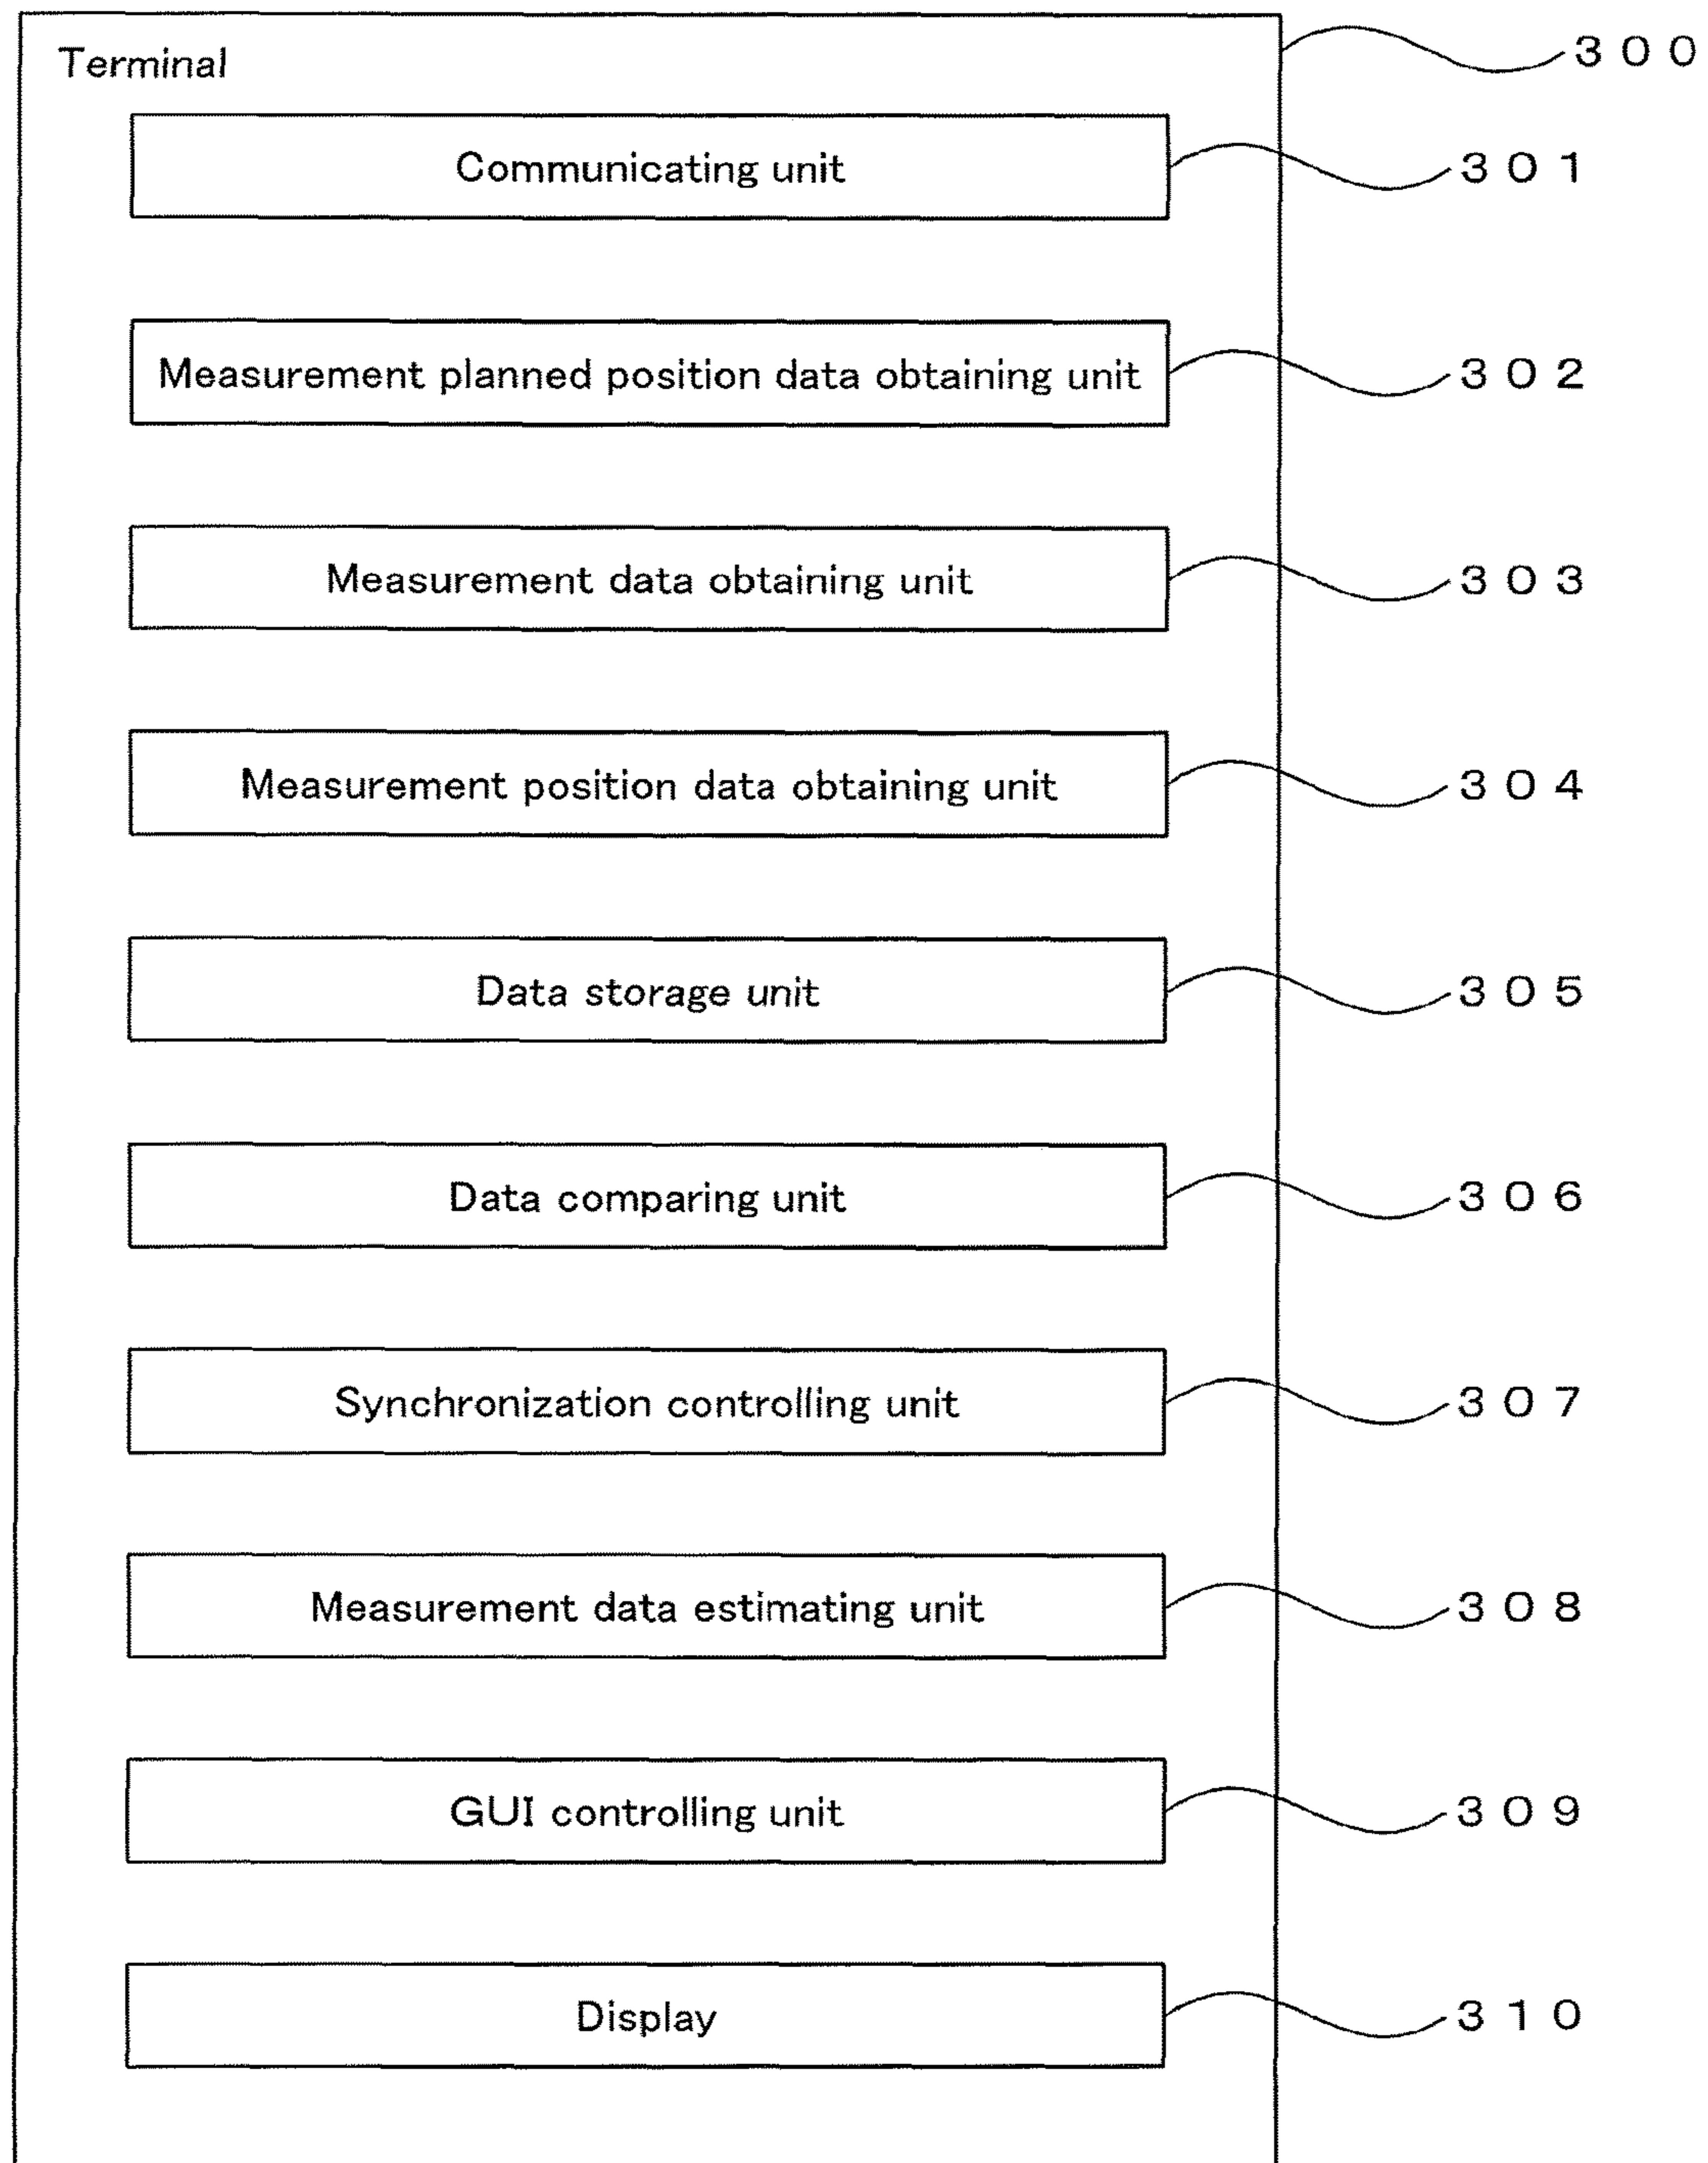 Terminal
300
Communicating unit
301
Measurement planned position data obtaining unit
302
Measurement data obtaining unit
303
Measurement position data obtaining unit
304
Data storage unit
305
Data comparing unit
306
Synchronization controlling unit
307
Measurement data estimating unit
308
GUI controlling unit
309
Display
310